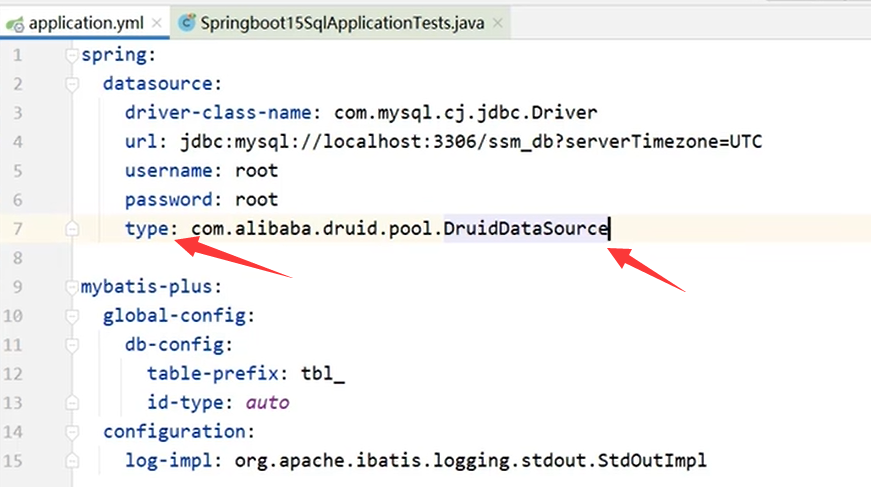 application.yml Springboot15SqlApplicationTests.java
1 spring:
2 datasource:
3 driver-class-name: com.mysql.cj.jdbc.Driver
4 url: jdbc:mysql://localhost:3306/ssm_db?serverTimezone=UTC
5 username: root
6 password: root
7 type: com.alibaba.druid.pool.DruidDataSource
8
9 mybatis-plus:
10 global-config:
11 db-config:
12 table-prefix: tbl_
13 id-type: auto
14 configuration:
15 log-impl: org.apache.ibatis.logging.stdout.StdOutImpl